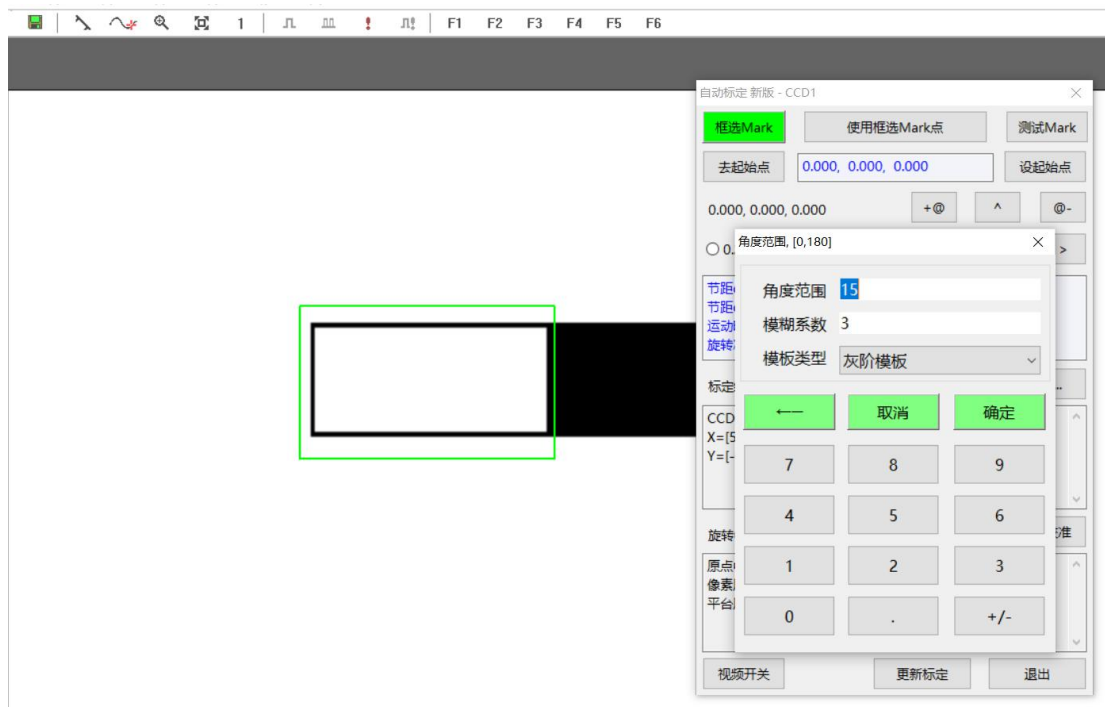 1 F1 F2 F3 F4 F5 F6
自动标定 新版 - CCD1
框选Mark 使用框选Mark点 测试Mark
去起始点 0.000, 0.000, 0.000 设起始点
0.000, 0.000, 0.000 +@ ^ @-
0. >
角度范围, [0,180]
角度范围 15
模糊系数 3
模板类型 灰阶模板
←— 取消 确定
7 8 9
4 5 6
1 2 3
0 . +/-
节距
节距
运动
旋转
标定
CCD
X=[5
Y=[-
旋转 准
原点
像素
平台
视频开关 更新标定 退出